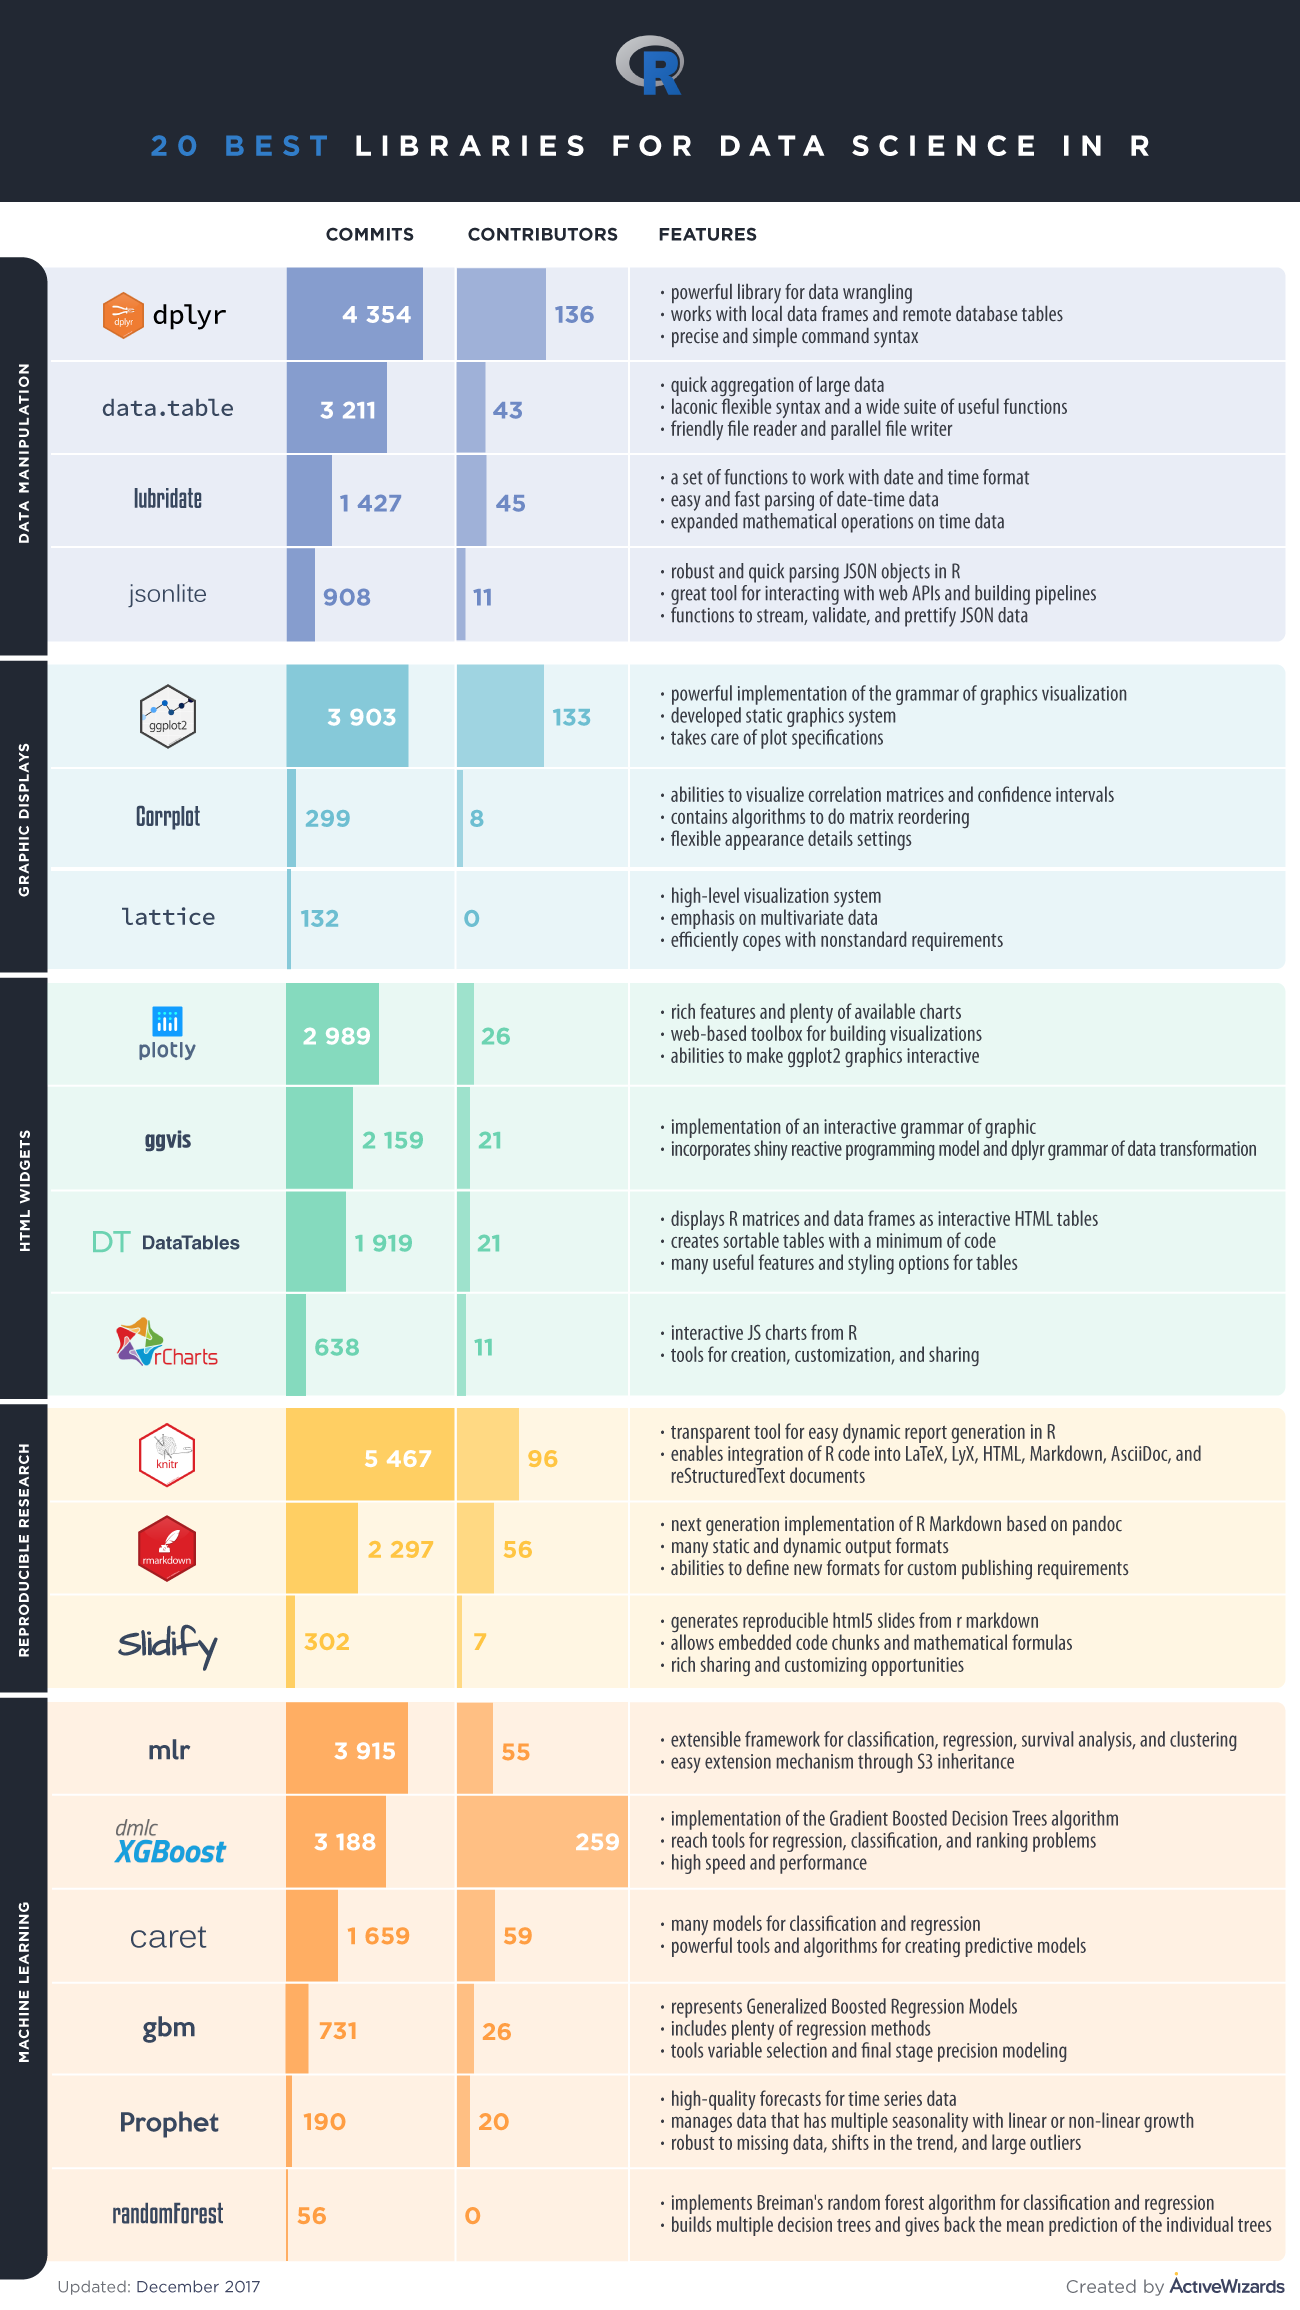 R
20 BEST LIBRARIES FOR DATA SCIENCE IN R
COMMITS CONTRIBUTORS FEATURES
DATA MANIPULATION
dplyr dplyr 4 354 136
· powerful library for data wrangling
· works with local data frames and remote database tables
· precise and simple command syntax
data.table 3 211 43
· quick aggregation of large data
· laconic flexible syntax and a wide suite of useful functions
· friendly file reader and parallel file writer
lubridate 1 427 45
· a set of functions to work with date and time format
· easy and fast parsing of date-time data
· expanded mathematical operations on time data
jsonlite 908 11
· robust and quick parsing JSON objects in R
· great tool for interacting with web APIs and building pipelines
· functions to stream, validate, and prettify JSON data
GRAPHIC DISPLAYS
ggplot2 3 903 133
· powerful implementation of the grammar of graphics visualization
· developed static graphics system
· takes care of plot specifications
Corrplot 299 8
· abilities to visualize correlation matrices and confidence intervals
· contains algorithms to do matrix reordering
· flexible appearance details settings
lattice 132 0
· high-level visualization system
· emphasis on multivariate data
· efficiently copes with nonstandard requirements
HTML WIDGETS
plotly 2 989 26
· rich features and plenty of available charts
· web-based toolbox for building visualizations
· abilities to make ggplot2 graphics interactive
ggvis 2 159 21
· implementation of an interactive grammar of graphic
· incorporates shiny reactive programming model and dplyr grammar of data transformation
DT DataTables 1 919 21
· displays R matrices and data frames as interactive HTML tables
· creates sortable tables with a minimum of code
· many useful features and styling options for tables
rCharts 638 11
· interactive JS charts from R
· tools for creation, customization, and sharing
REPRODUCIBLE RESEARCH
knitr 5 467 96
· transparent tool for easy dynamic report generation in R
· enables integration of R code into LaTeX, LyX, HTML, Markdown, AsciiDoc, and
reStructuredText documents
rmarkdown 2 297 56
· next generation implementation of R Markdown based on pandoc
· many static and dynamic output formats
· abilities to define new formats for custom publishing requirements
Slidify 302 7
· generates reproducible html5 slides from r markdown
· allows embedded code chunks and mathematical formulas
· rich sharing and customizing opportunities
MACHINE LEARNING
mlr 3 915 55
· extensible framework for classification, regression, survival analysis, and clustering
· easy extension mechanism through S3 inheritance
dmlc
XGBoost 3 188 259
· implementation of the Gradient Boosted Decision Trees algorithm
· reach tools for regression, classification, and ranking problems
· high speed and performance
caret 1 659 59
· many models for classification and regression
· powerful tools and algorithms for creating predictive models
gbm 731 26
· represents Generalized Boosted Regression Models
· includes plenty of regression methods
· tools variable selection and final stage precision modeling
Prophet 190 20
· high-quality forecasts for time series data
· manages data that has multiple seasonality with linear or non-linear growth
· robust to missing data, shifts in the trend, and large outliers
randomForest 56 0
· implements Breiman's random forest algorithm for classification and regression
· builds multiple decision trees and gives back the mean prediction of the individual trees
Updated: December 2017
Created by ActiveWizards